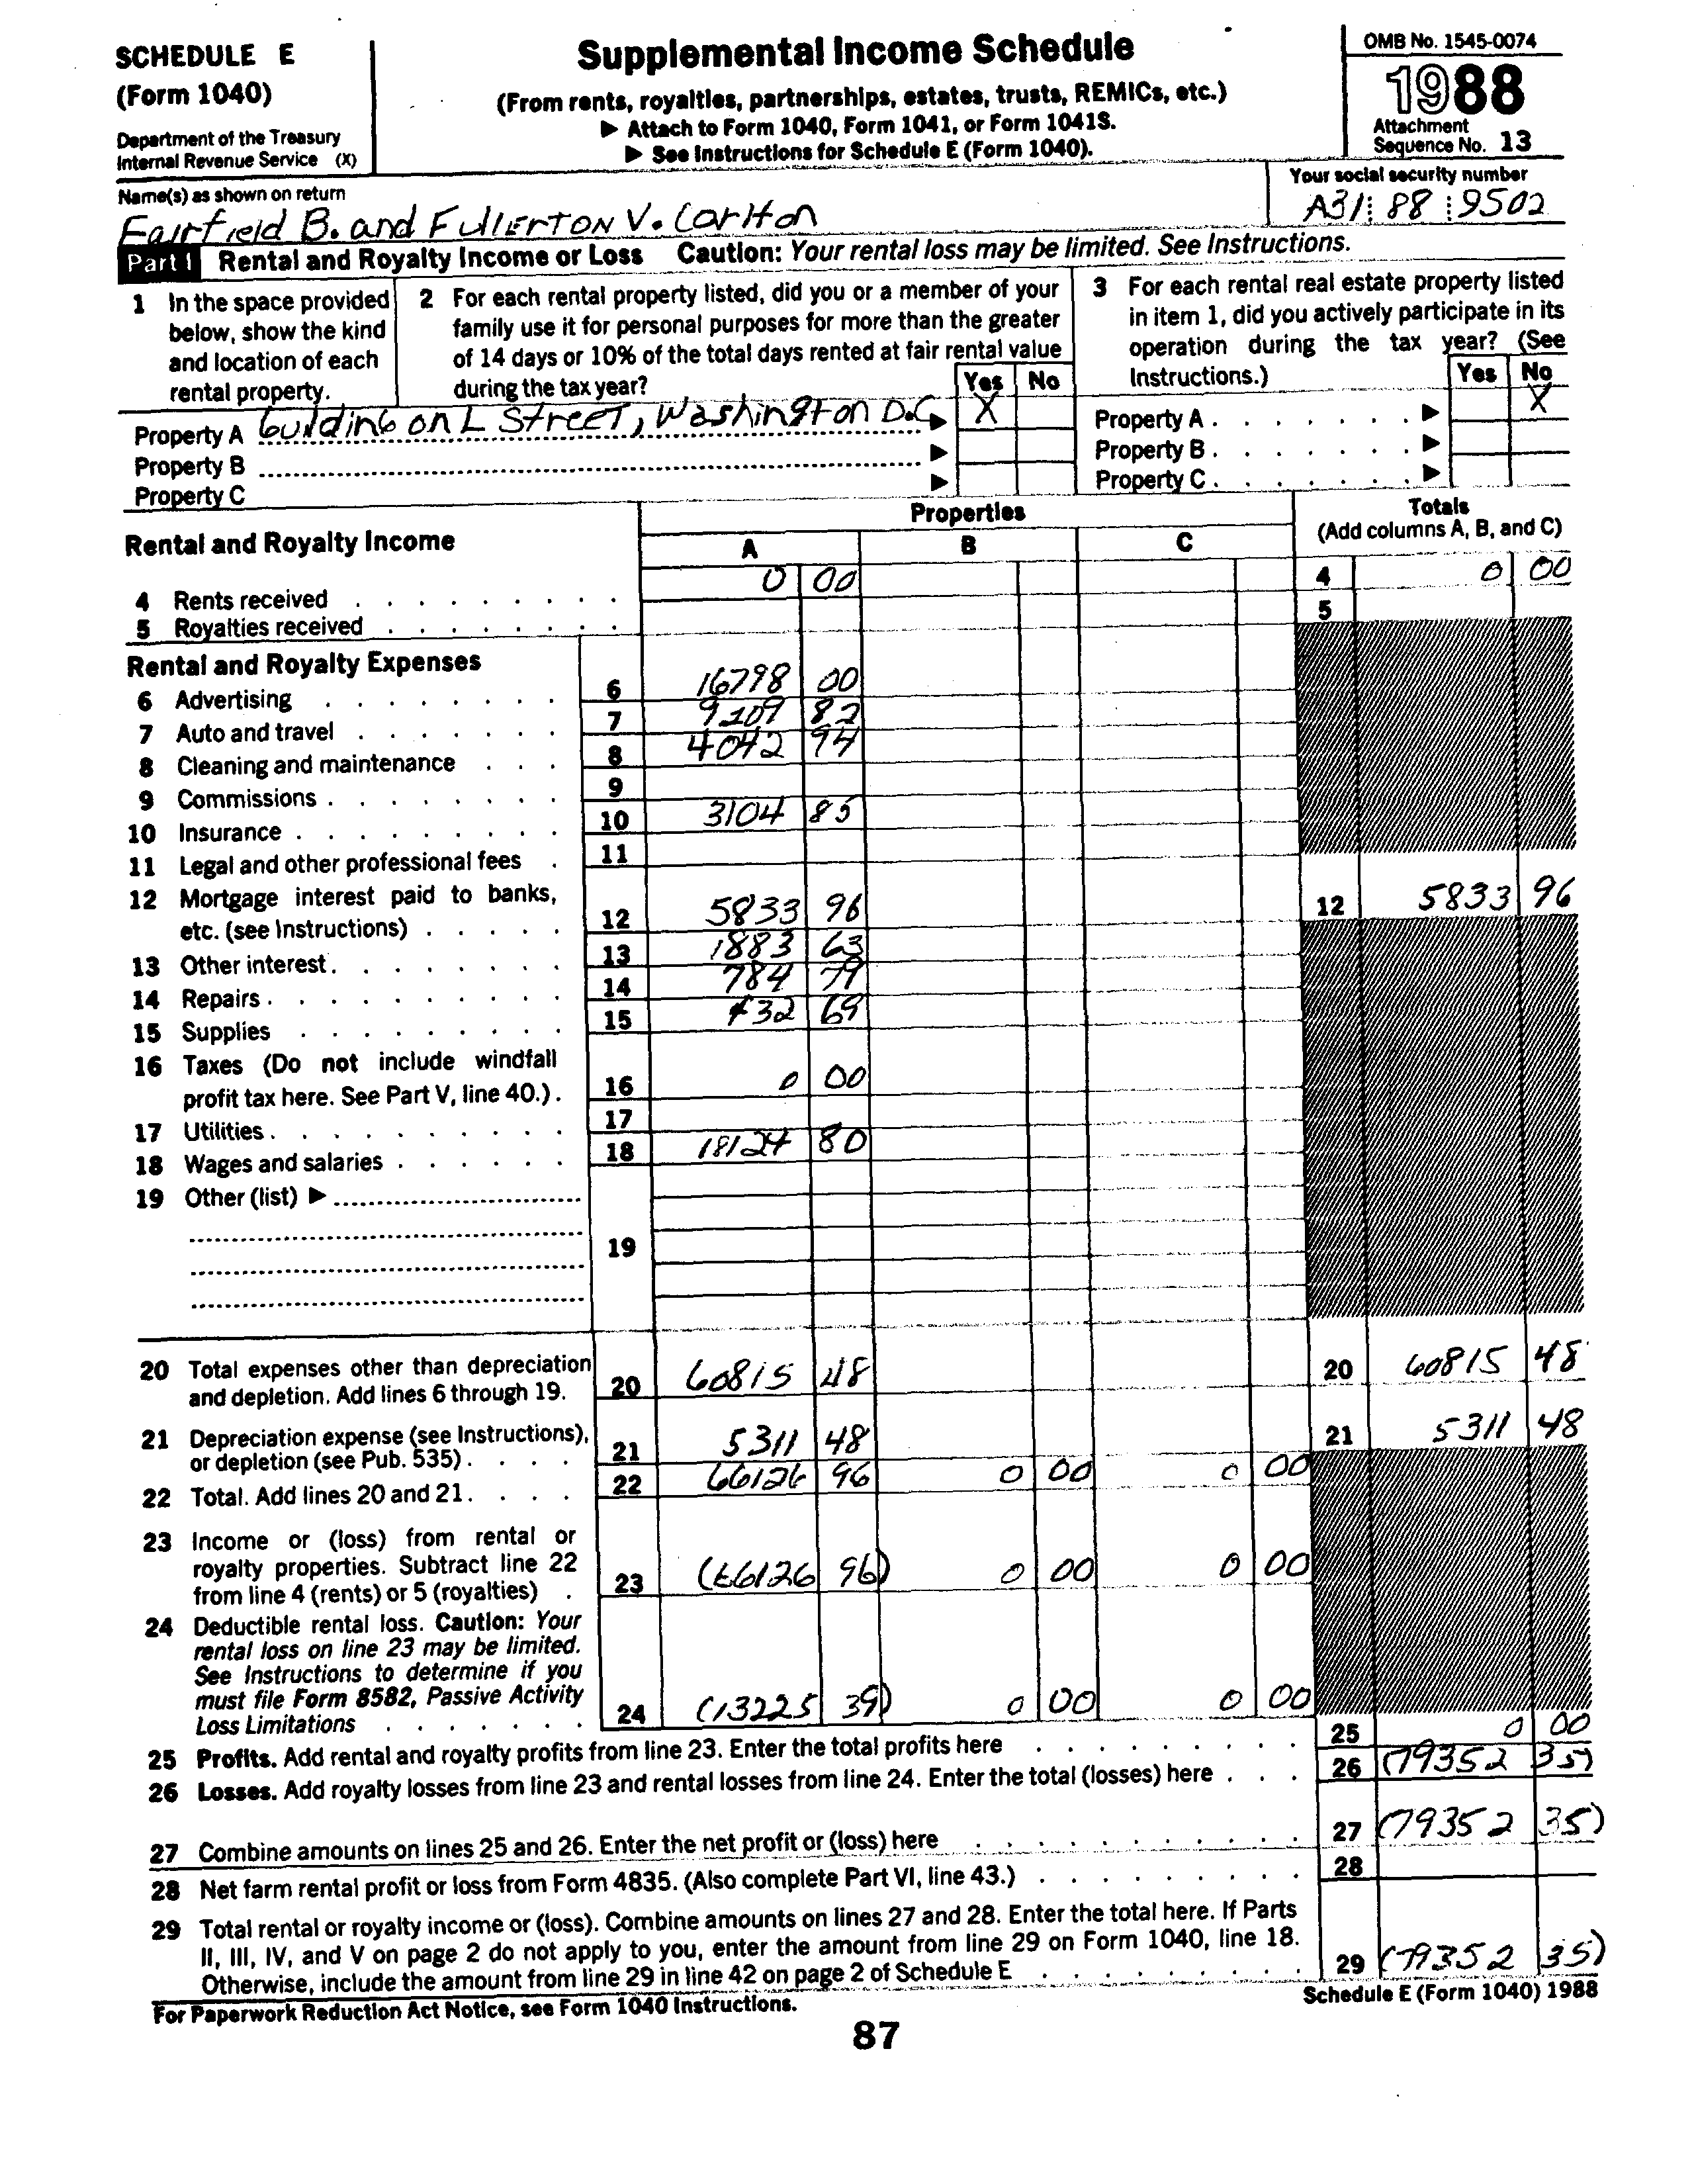 SCHEDULE E
(Form 1040)
Department of the Treasury
Internal Revenue Service (X)
Supplemental Income Schedule
(From rents, royalties, partnerships, estates, trusts, REMICs, etc.)
▶ Attach to Form 1040, Form 1041, or Form 1041S.
▶ See Instructions for Schedule E (Form 1040).
OMB No. 1545-0074
1988
Attachment
Sequence No. 13
Name(s) as shown on return
Fairfield B. and FULLERTON V. Carlton
Your social security number
A31 88 9502
Part I Rental and Royalty Income or Loss Caution: Your rental loss may be limited. See Instructions.
1 In the space provided
below, show the kind
and location of each
rental property.
2 For each rental property listed, did you or a member of your
family use it for personal purposes for more than the greater
of 14 days or 10% of the total days rented at fair rental value
during the tax year? Yes No
3 For each rental real estate property listed
in item 1, did you actively participate in its
operation during the tax year? (See
Instructions.) Yes No
Property A building on L Street, Washington D.C. ▶ X
Property B ▶
Property C ▶
Property A . . . . . . . ▶ X
Property B . . . . . . . ▶
Property C . . . . . . . ▶
Rental and Royalty Income
Properties
A B C
Totals
(Add columns A, B, and C)
4 Rents received 0 00 4 0 00
5 Royalties received 5
Rental and Royalty Expenses
6 Advertising 6 16798 00
7 Auto and travel 7 9109 82
8 Cleaning and maintenance 8 4042 94
9 Commissions 9
10 Insurance 10 3104 85
11 Legal and other professional fees 11
12 Mortgage interest paid to banks,
etc. (see Instructions) 12 5833 96 12 5833 96
13 Other interest 13 1883 63
14 Repairs 14 784 79
15 Supplies 15 432 69
16 Taxes (Do not include windfall
profit tax here. See Part V, line 40.) . 16 0 00
17 Utilities 17
18 Wages and salaries 18 18124 80
19 Other (list) ▶
19
20 Total expenses other than depreciation
and depletion. Add lines 6 through 19. 20 60815 48 20 60815 48
21 Depreciation expense (see Instructions),
or depletion (see Pub. 535) 21 5311 48 21 5311 48
22 Total. Add lines 20 and 21 22 66126 96 0 00 0 00
23 Income or (loss) from rental or
royalty properties. Subtract line 22
from line 4 (rents) or 5 (royalties) 23 (66126 96) 0 00 0 00
24 Deductible rental loss. Caution: Your
rental loss on line 23 may be limited.
See Instructions to determine if you
must file Form 8582, Passive Activity
Loss Limitations 24 (13225 39) 0 00 0 00
25 Profits. Add rental and royalty profits from line 23. Enter the total profits here 25 0 00
26 Losses. Add royalty losses from line 23 and rental losses from line 24. Enter the total (losses) here 26 (79352 35)
27 Combine amounts on lines 25 and 26. Enter the net profit or (loss) here 27 (79352 35)
28 Net farm rental profit or loss from Form 4835. (Also complete Part VI, line 43.) 28
29 Total rental or royalty income or (loss). Combine amounts on lines 27 and 28. Enter the total here. If Parts
II, III, IV, and V on page 2 do not apply to you, enter the amount from line 29 on Form 1040, line 18.
Otherwise, include the amount from line 29 in line 42 on page 2 of Schedule E 29 (79352 35)
For Paperwork Reduction Act Notice, see Form 1040 Instructions.
Schedule E (Form 1040) 1988
87